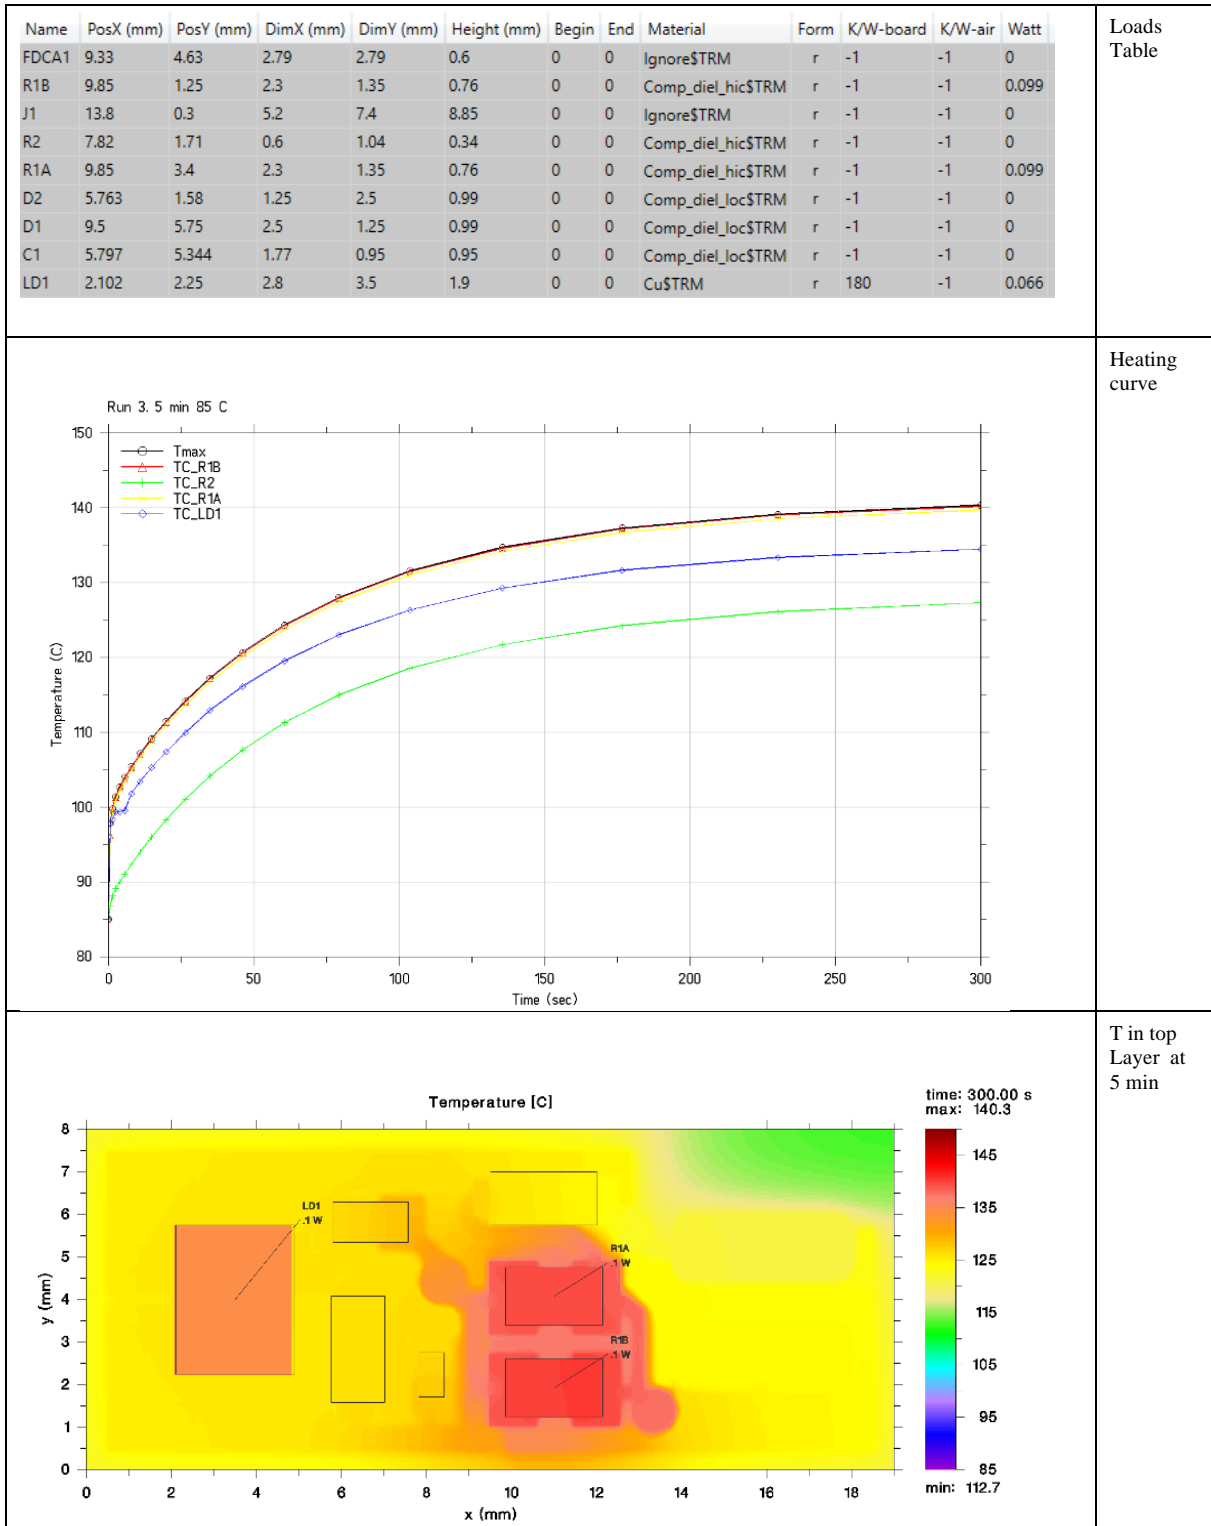 Name PosX (mm) PosY (mm) DimX (mm) DimY (mm) Height (mm) Begin End Material Form K/W-board K/W-air Watt
FDCA1 9.33 4.63 2.79 2.79 0.6 0 0 Ignore$TRM r -1 -1 0
R1B 9.85 1.25 2.3 1.35 0.76 0 0 Comp_diel_hic$TRM r -1 -1 0.099
J1 13.8 0.3 5.2 7.4 8.85 0 0 Ignore$TRM r -1 -1 0
R2 7.82 1.71 0.6 1.04 0.34 0 0 Comp_diel_hic$TRM r -1 -1 0
R1A 9.85 3.4 2.3 1.35 0.76 0 0 Comp_diel_hic$TRM r -1 -1 0.099
D2 5.763 1.58 1.25 2.5 0.99 0 0 Comp_diel_loc$TRM r -1 -1 0
D1 9.5 5.75 2.5 1.25 0.99 0 0 Comp_diel_loc$TRM r -1 -1 0
C1 5.797 5.344 1.77 0.95 0.95 0 0 Comp_diel_loc$TRM r -1 -1 0
LD1 2.102 2.25 2.8 3.5 1.9 0 0 Cu$TRM r 180 -1 0.066
Loads
Table
Run 3. 5 min 85 C
150
140
130
120
110
100
90
80
Temperature (C)
Tmax
TC_R1B
TC_R2
TC_R1A
TC_LD1
0 50 100 150 200 250 300
Time (sec)
Heating
curve
Temperature [C]
time: 300.00 s
max: 140.3
8
7
6
5
4
3
2
1
0
y (mm)
LD1
.1 W
R1A
.1 W
R1B
.1 W
0 2 4 6 8 10 12 14 16 18
x (mm)
145
135
125
115
105
95
85
min: 112.7
T in top
Layer at
5 min